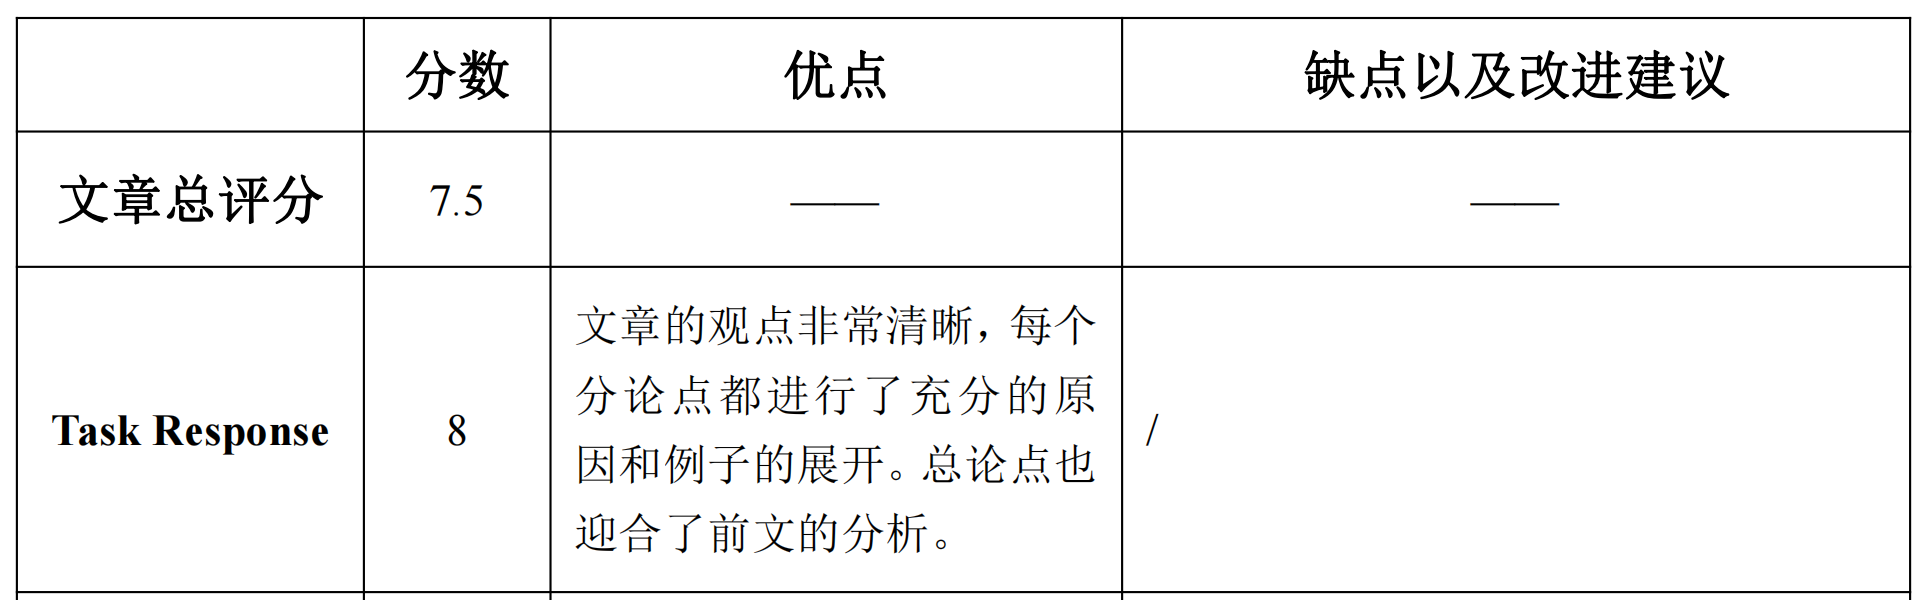 分数 优点 缺点以及改进建议
文章总评分 7.5 —— ——
文章的观点非常清晰，每个
分论点都进行了充分的原
Task Response 8 /
因和例子的展开。总论点也
迎合了前文的分析。